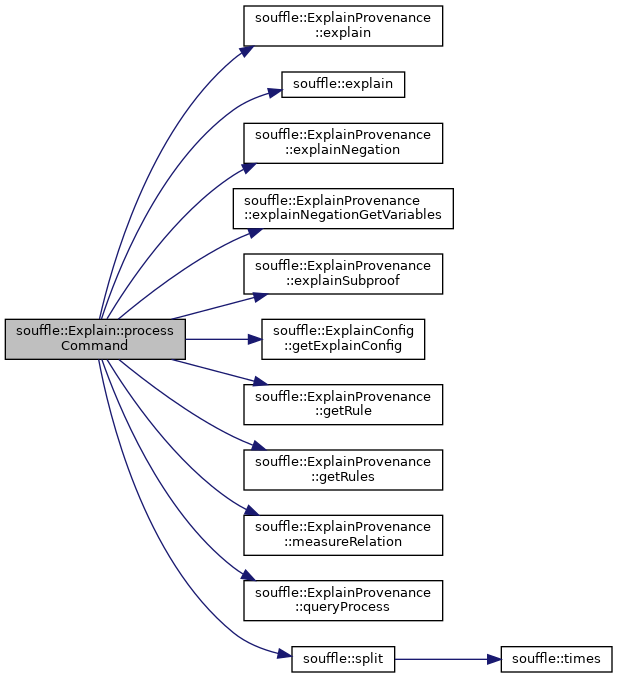 souffle::ExplainProvenance
::explain
souffle::explain
souffle::ExplainProvenance
::explainNegation
souffle::ExplainProvenance
::explainNegationGetVariables
souffle::ExplainProvenance
::explainSubproof
souffle::Explain::process
Command
souffle::ExplainConfig
::getExplainConfig
souffle::ExplainProvenance
::getRule
souffle::ExplainProvenance
::getRules
souffle::ExplainProvenance
::measureRelation
souffle::ExplainProvenance
::queryProcess
souffle::split
souffle::times